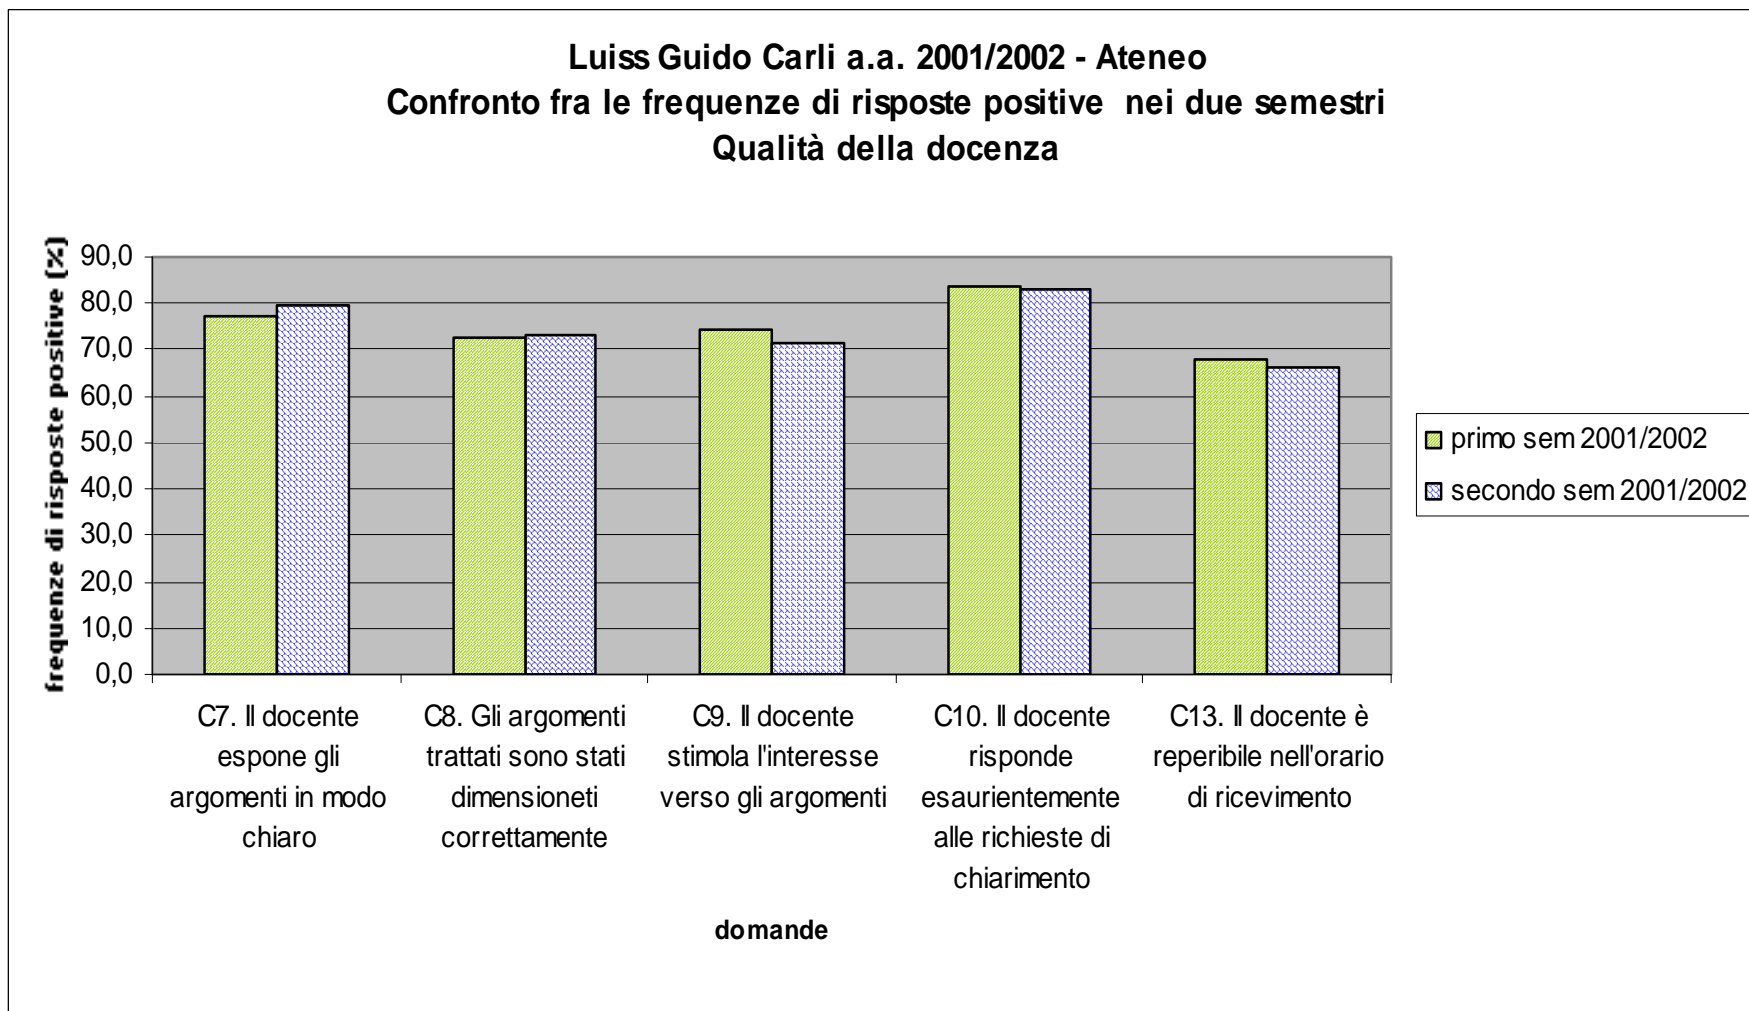 Luiss Guido Carli a.a. 2001/2002 - Ateneo
Confronto fra le frequenze di risposte positive nei due semestri
Qualità della docenza
frequenze di risposte positive (%)
90,0
80,0
70,0
60,0
50,0
40,0
30,0
20,0
10,0
0,0
C7. Il docente
espone gli
argomenti in modo
chiaro
C8. Gli argomenti
trattati sono stati
dimensioneti
correttamente
C9. Il docente
stimola l'interesse
verso gli argomenti
C10. Il docente
risponde
esaurientemente
alle richieste di
chiarimento
C13. Il docente è
reperibile nell'orario
di ricevimento
domande
primo sem 2001/2002
secondo sem 2001/2002